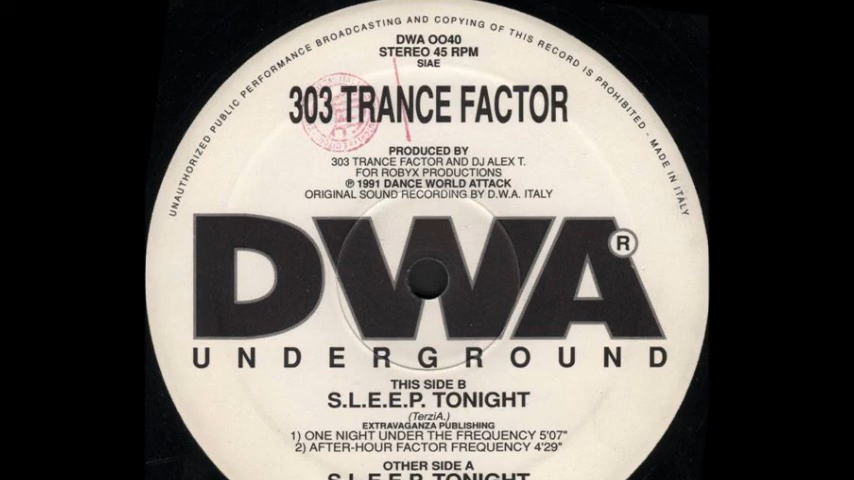 UNAUTHORIZED PUBLIC PERFORMANCE BROADCASTING AND COPYING OF THIS RECORD IS PROHIBITED - MADE IN ITALY
DWA OO40
STEREO 45 RPM
SIAE
303 TRANCE FACTOR
PRODUCED BY
303 TRANCE FACTOR AND DJ ALEX T.
FOR ROBYX PRODUCTIONS
℗ 1991 DANCE WORLD ATTACK
ORIGINAL SOUND RECORDING BY D.W.A. ITALY
DWA®
UNDERGROUND
THIS SIDE B
S.L.E.E.P. TONIGHT
(TerziA.)
EXTRAVAGANZA PUBLISHING
1) ONE NIGHT UNDER THE FREQUENCY 5'07"
2) AFTER-HOUR FACTOR FREQUENCY 4'29"
OTHER SIDE A
S.L.E.E.P. TONIGHT